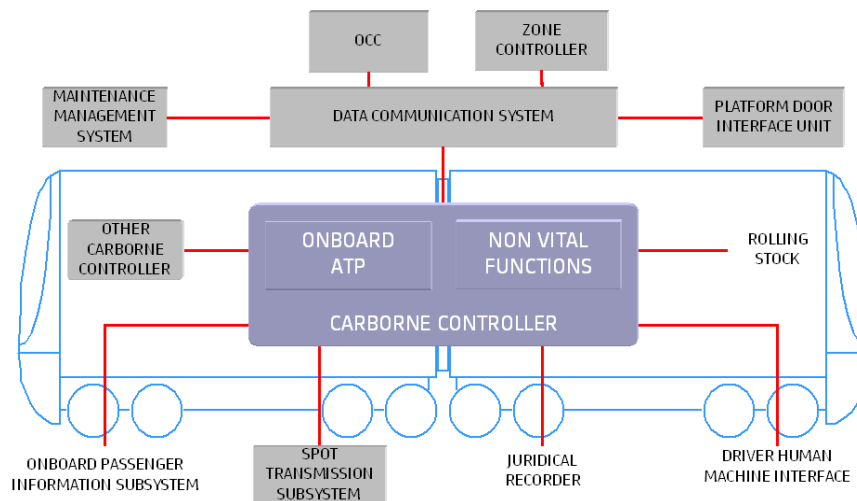 OCC
ZONE
CONTROLLER
MAINTENANCE
MANAGEMENT
SYSTEM
DATA COMMUNICATION SYSTEM
PLATFORM DOOR
INTERFACE UNIT
OTHER
CARBORNE
CONTROLLER
ONBOARD
ATP
NON VITAL
FUNCTIONS
ROLLING
STOCK
CARBORNE CONTROLLER
ONBOARD PASSENGER
INFORMATION SUBSYSTEM
SPOT
TRANSMISSION
SUBSYSTEM
JURIDICAL
RECORDER
DRIVER HUMAN
MACHINE INTERFACE